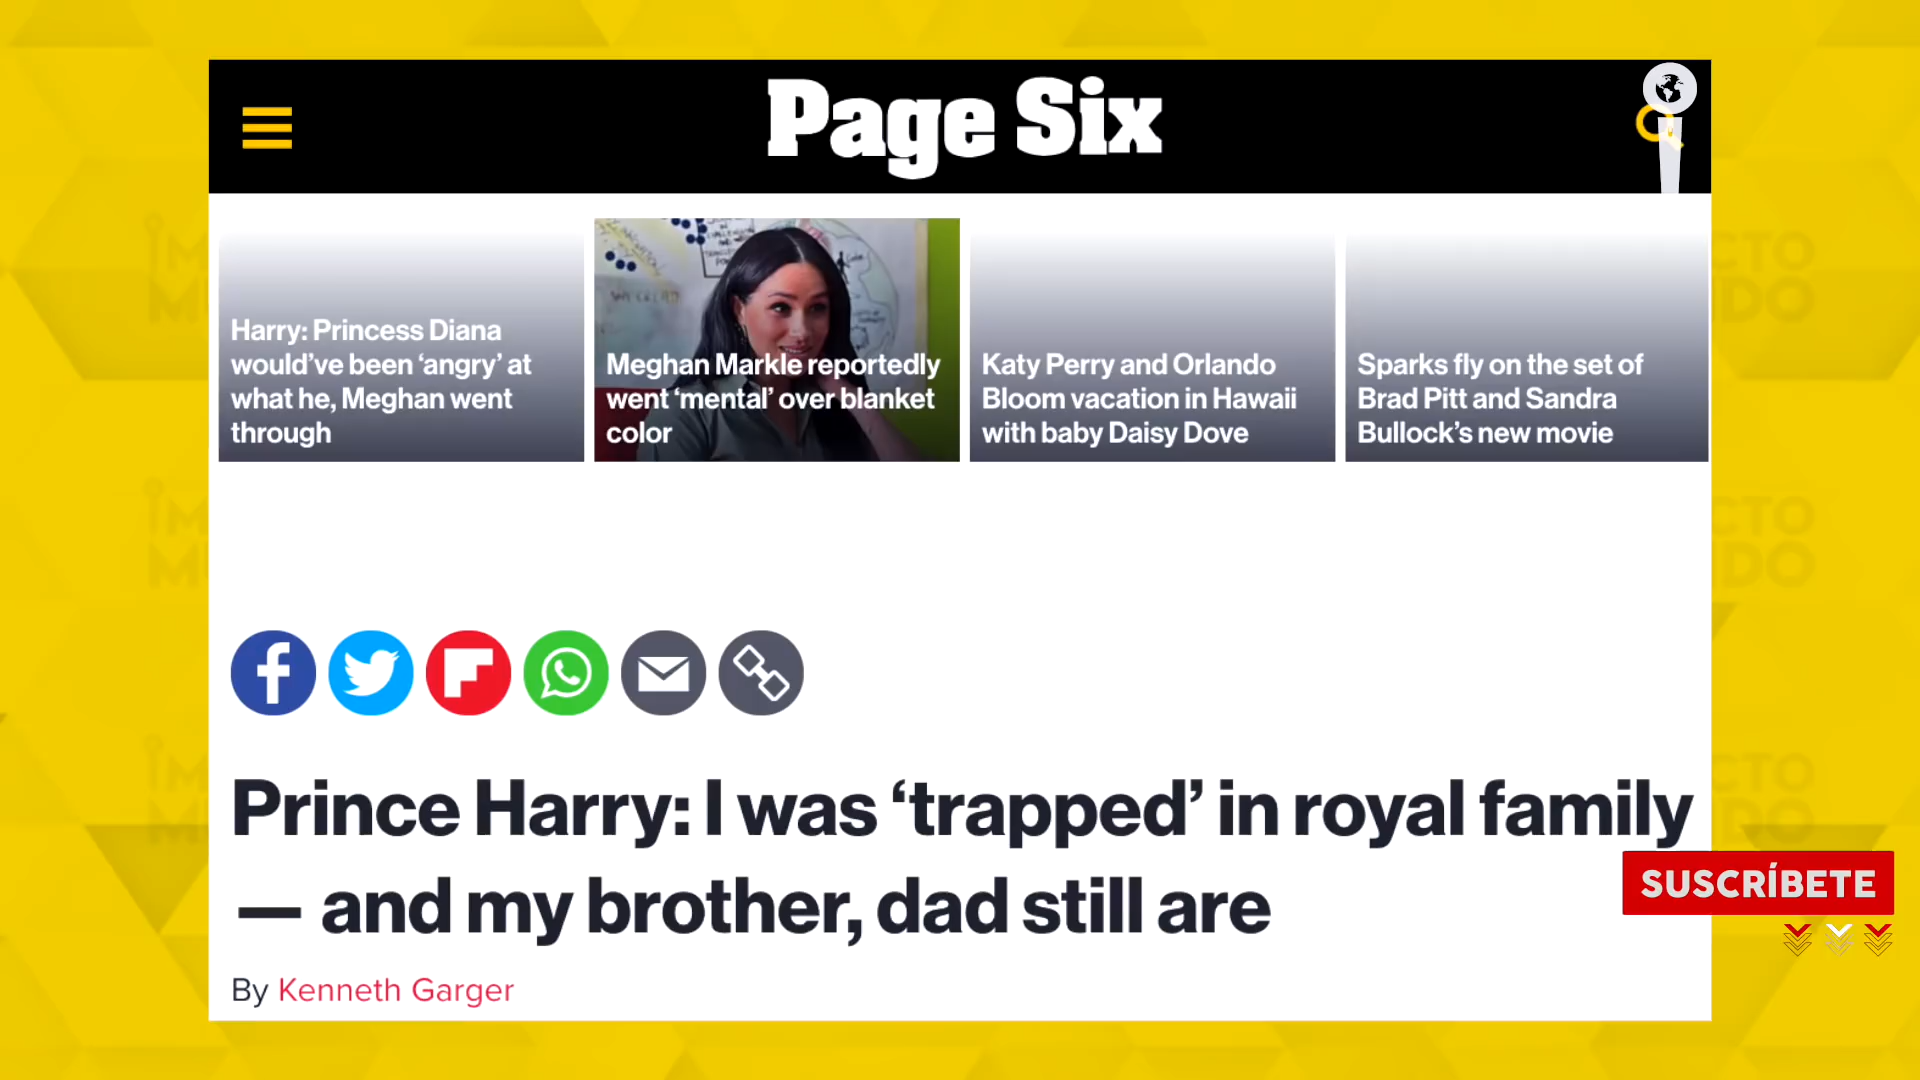 Page Six
Harry: Princess Diana
would’ve been ‘angry’ at
what he, Meghan went
through
Meghan Markle reportedly
went ‘mental’ over blanket
color
Katy Perry and Orlando
Bloom vacation in Hawaii
with baby Daisy Dove
Sparks fly on the set of
Brad Pitt and Sandra
Bullock’s new movie
Prince Harry: I was ‘trapped’ in royal family
— and my brother, dad still are
By Kenneth Garger
SUSCRÍBETE